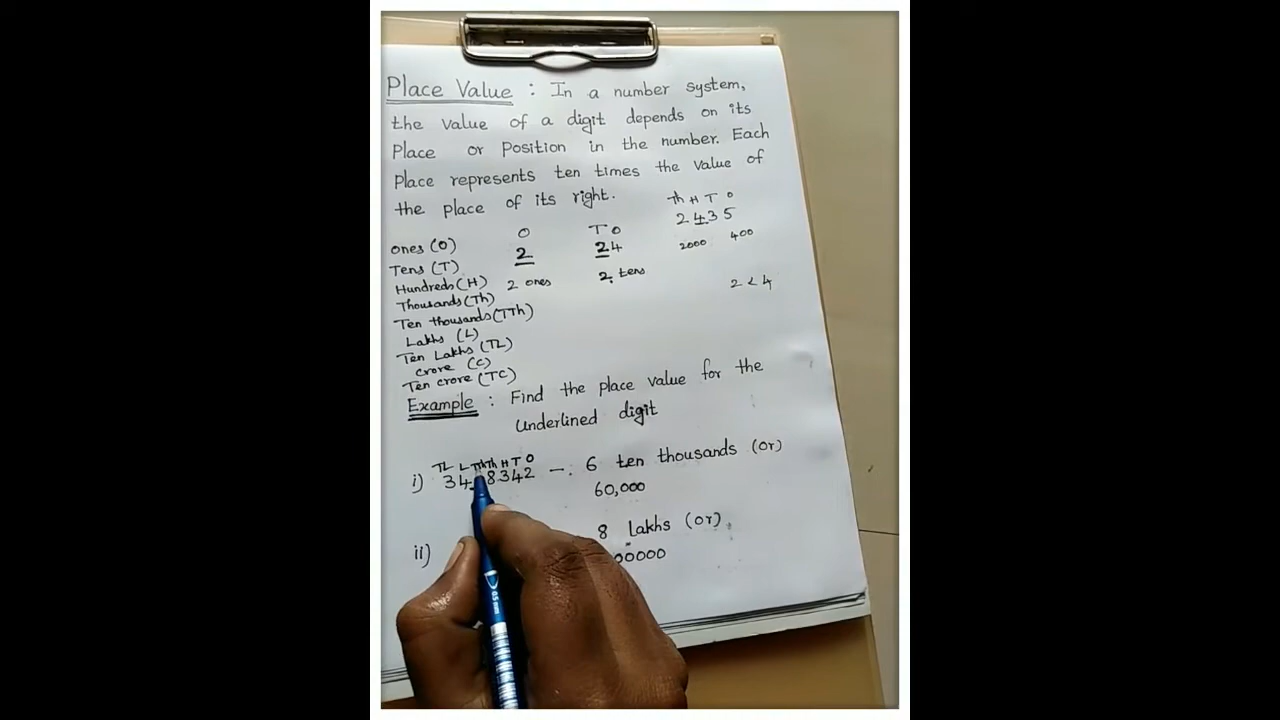 Place Value : In a number system,
the value of a digit depends on its
Place or Position in the number. Each
Place represents ten times the value of
the place of its right.
Th H T O
2 4 3 5
2000 400
2 < 4
O
2
2 ones
T O
24
2 tens
ones (O)
Tens (T)
Hundreds (H)
Thousands (Th)
Ten thousands (TTh)
Lakhs (L)
Ten Lakhs (TL)
crore (C)
Ten crore (TC)
Example : Find the place value for the
Underlined digit
TL L TTh Th H T O
i) 34 8342 — : 6 ten thousands (or)
60,000
ii) 8 Lakhs (or)
00000